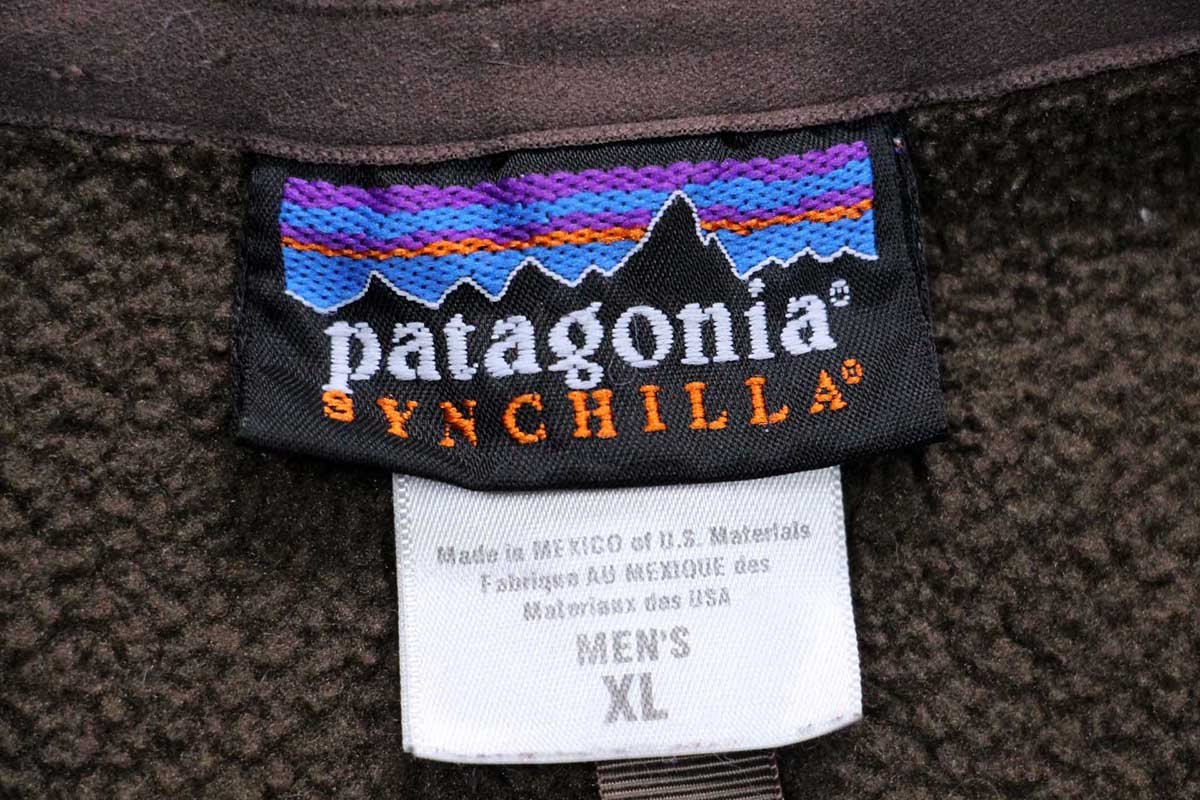 patagonia®
SYNCHILLA®
Made in MEXICO of U.S. Materials
Fabrique AU MEXIQUE des
Materiaux des USA
MEN'S
XL